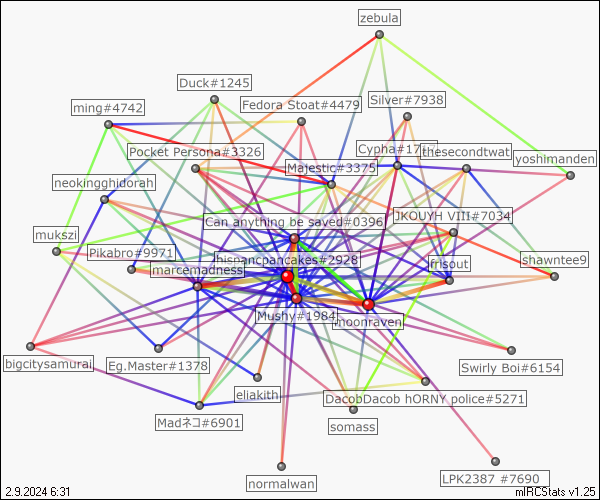 zebula
Duck#1245
ming#4742
Fedora Stoat#4479
Silver#7938
Pocket Persona#3326
Majestic#3375
Cypha#17
thesecondtwat
yoshimanden
neokingghidorah
Can anything be saved#0396
JKOUYH VIII#7034
mukszi
Pikabro#9971
hispancpancakes#2928
frisout
shawntee9
marcemadness
Mushy#1984
moonraven
bigcitysamurai
Eg.Master#1378
Swirly Boi#6154
eliakith
DacobDacob hORNY police#5271
Madネコ#6901
somass
normalwan
LPK2387 #7690
2.9.2024 6:31
mIRCStats v1.25